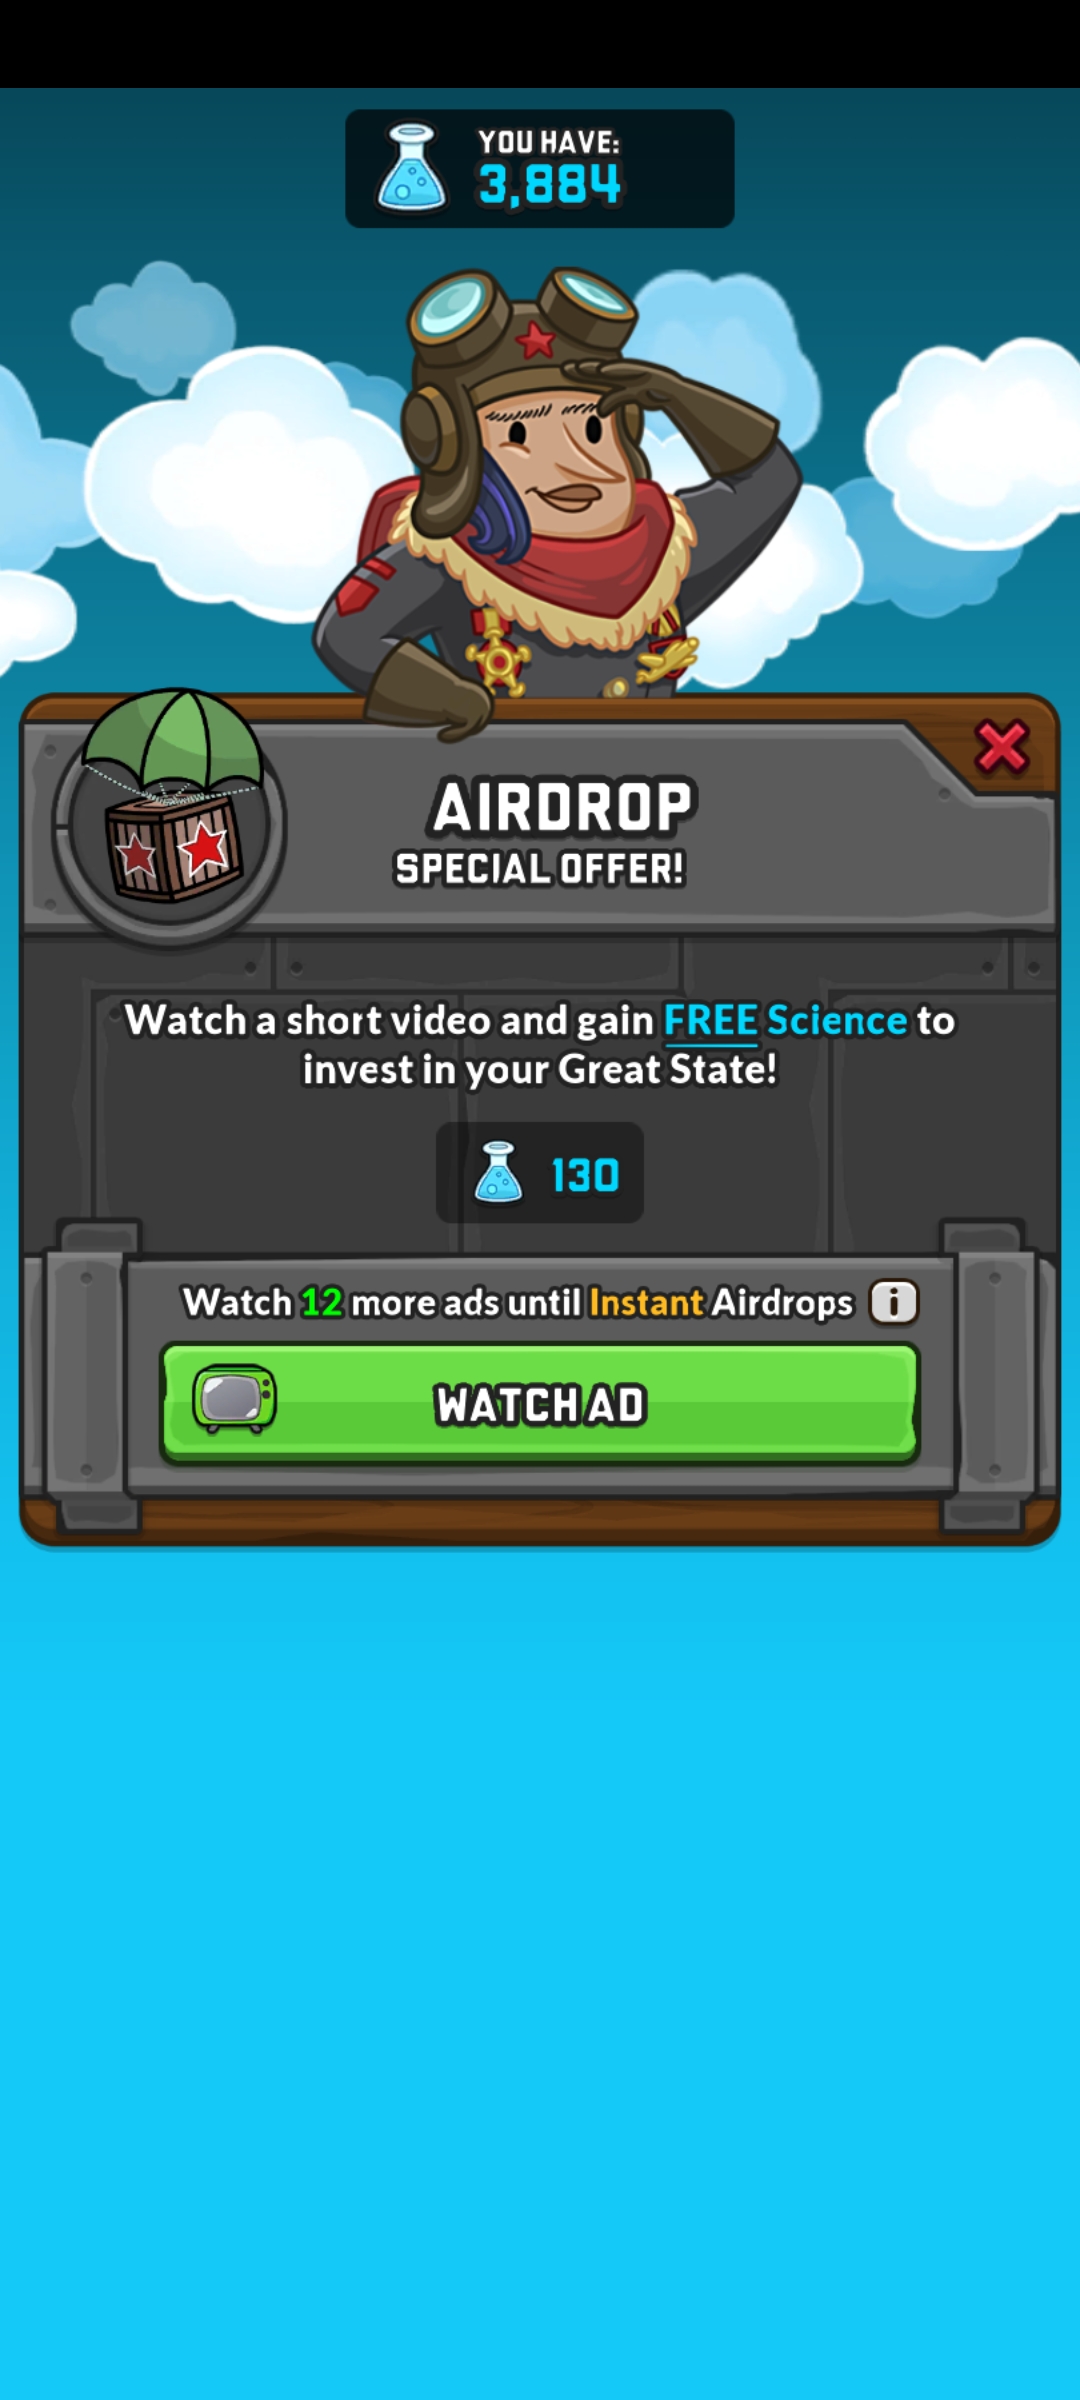 YOU HAVE:
3,884
AIRDROP
SPECIAL OFFER!
Watch a short video and gain FREE Science to
invest in your Great State!
130
Watch 12 more ads until Instant Airdrops i
WATCH AD